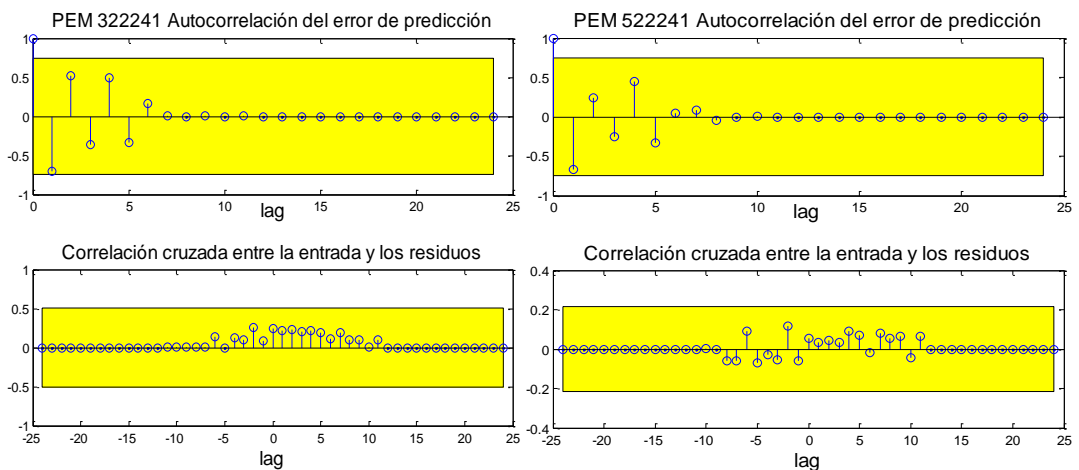 PEM 322241 Autocorrelación del error de predicción
1
0.5
0
-0.5
-1
0 5 10 15 20 25
lag
PEM 522241 Autocorrelación del error de predicción
1
0.5
0
-0.5
-1
0 5 10 15 20 25
lag
Correlación cruzada entre la entrada y los residuos
1
0.5
0
-0.5
-1
-25 -20 -15 -10 -5 0 5 10 15 20 25
lag
Correlación cruzada entre la entrada y los residuos
0.4
0.2
0
-0.2
-0.4
-25 -20 -15 -10 -5 0 5 10 15 20 25
lag